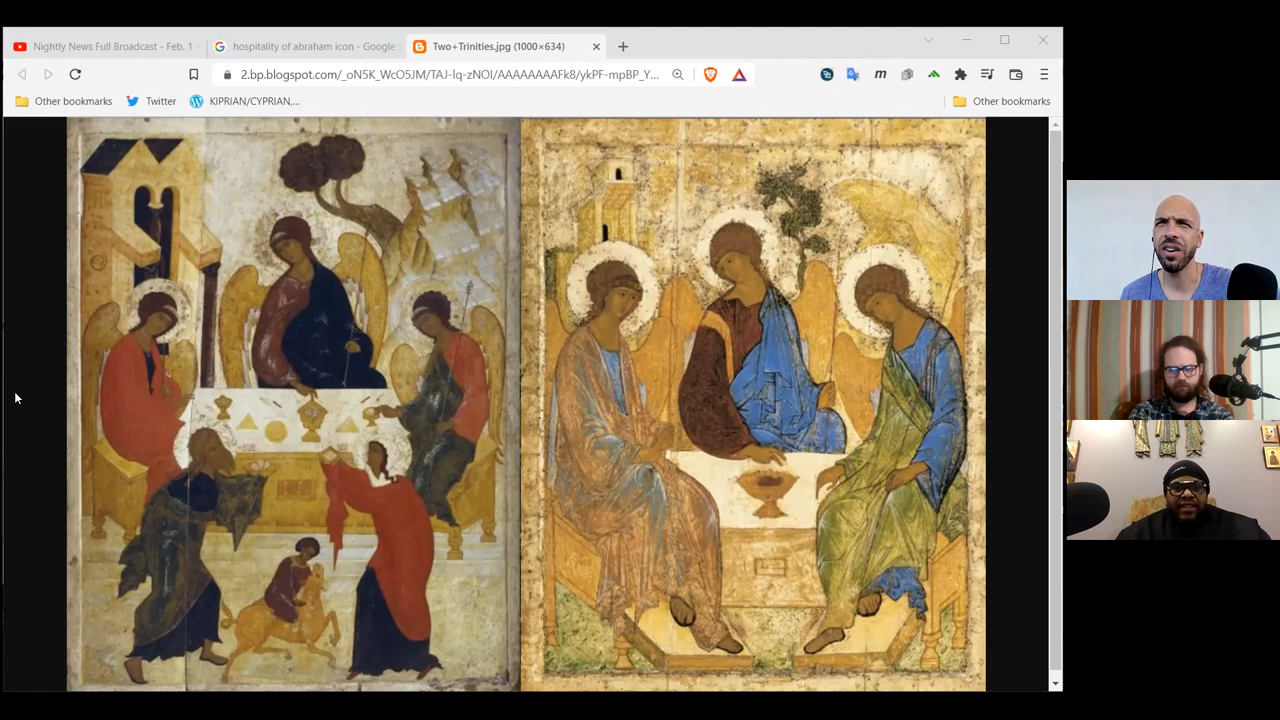 Nightly News Full Broadcast - Feb. 1
hospitality of abraham icon - Google
Two+Trinities.jpg (1000×634)
2.bp.blogspot.com/_oN5K_WcO5JM/TAJ-lq-zNOI/AAAAAAAAFk8/ykPF-mpBP_Y...
Other bookmarks
Twitter
KIPRIAN/CYPRIAN,...
Other bookmarks